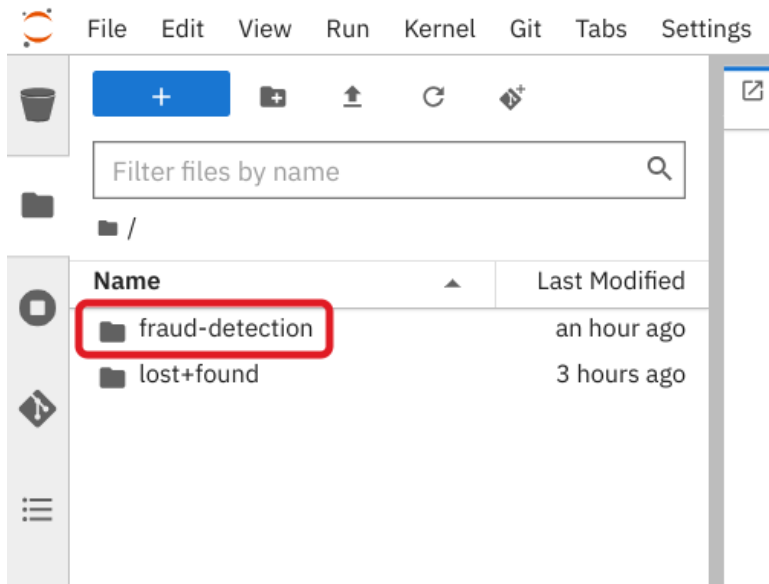 File Edit View Run Kernel Git Tabs Settings
+
Filter files by name
/
Name Last Modified
fraud-detection an hour ago
lost+found 3 hours ago